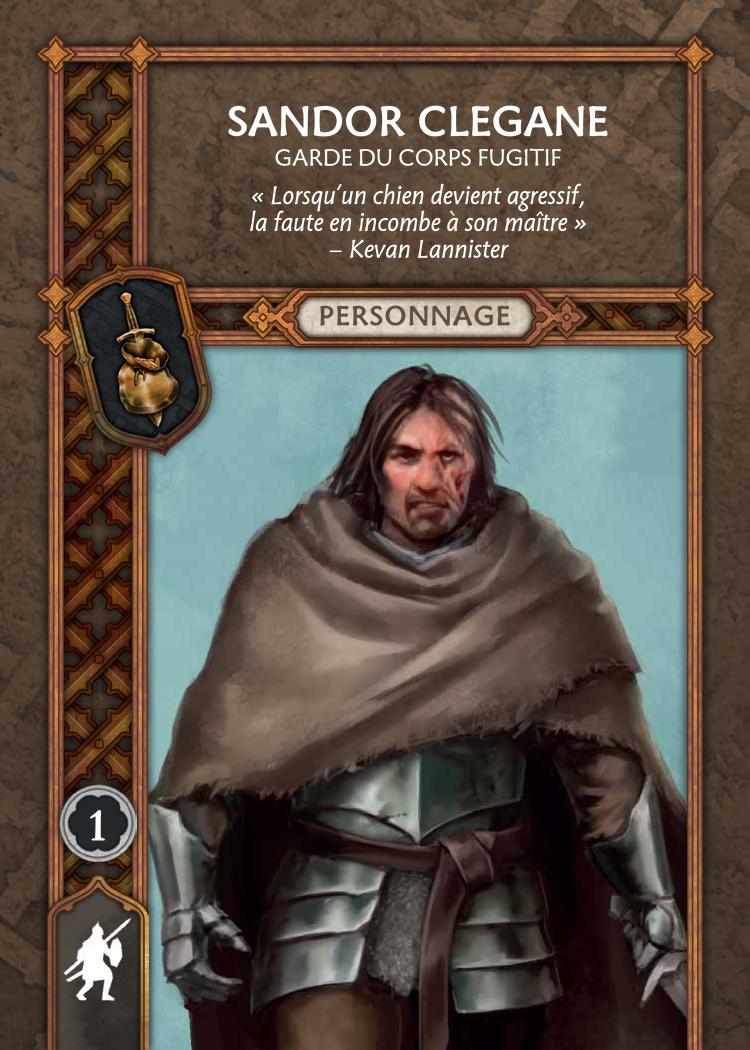 SANDOR CLEGANE
GARDE DU CORPS FUGITIF
« Lorsqu’un chien devient agressif,
la faute en incombe à son maître »
– Kevan Lannister
PERSONNAGE
1